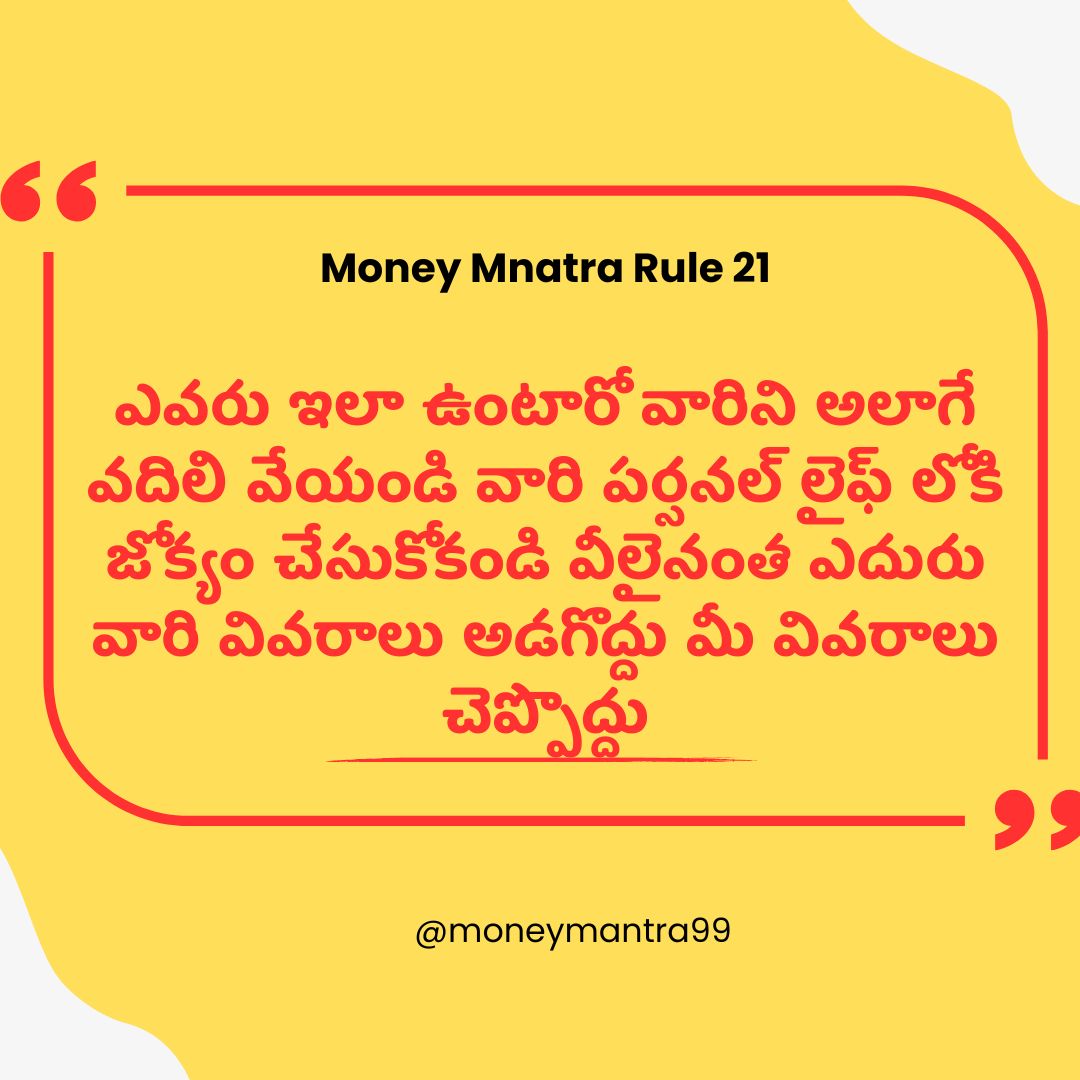 Money Mnatra Rule 21
ఎవరు ఇలా ఉంటారో వారిని అలాగే
వదిలి వేయండి వారి పర్సనల్ లైఫ్ లోకి
జోక్యం చేసుకోకండి వీలైనంత ఎదురు
వారి వివరాలు అడగొద్దు మీ వివరాలు
చెప్పొద్దు
@moneymantra99